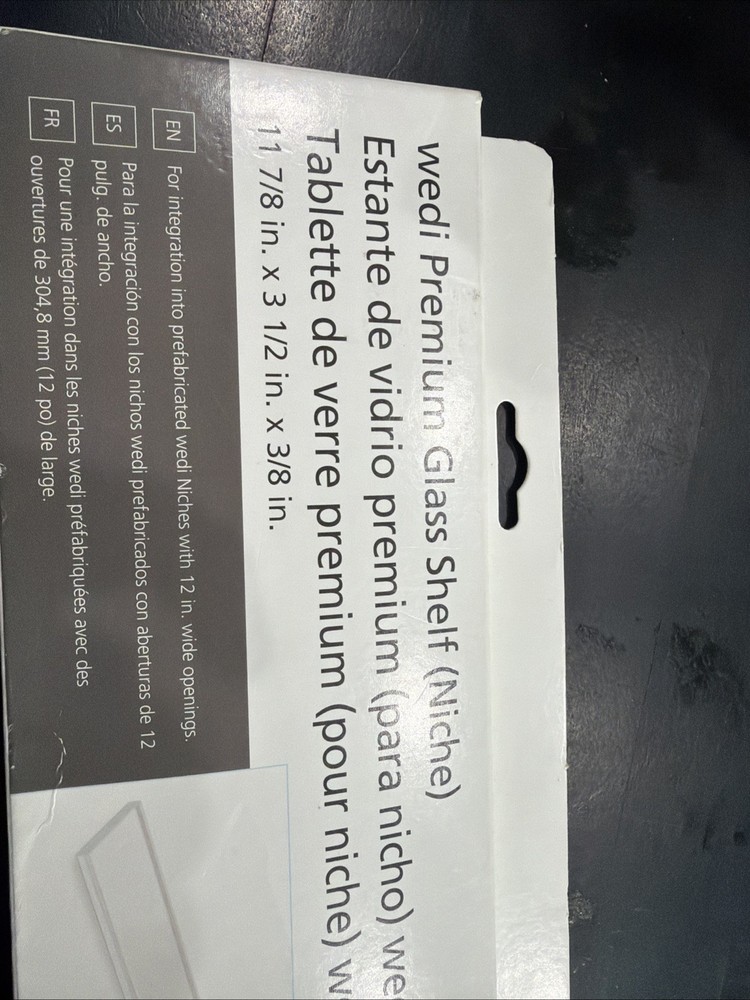 wedi Premium Glass Shelf (Niche)
Estante de vidrio premium (para nicho) we
Tablette de verre premium (pour niche) w
11 7/8 in. x 3 1/2 in. x 3/8 in.
EN For integration into prefabricated wedi Niches with 12 in. wide openings.
ES Para la integración con los nichos wedi prefabricados con aberturas de 12
pulg. de ancho.
FR Pour une intégration dans les niches wedi préfabriquées avec des
ouvertures de 304,8 mm (12 po) de large.